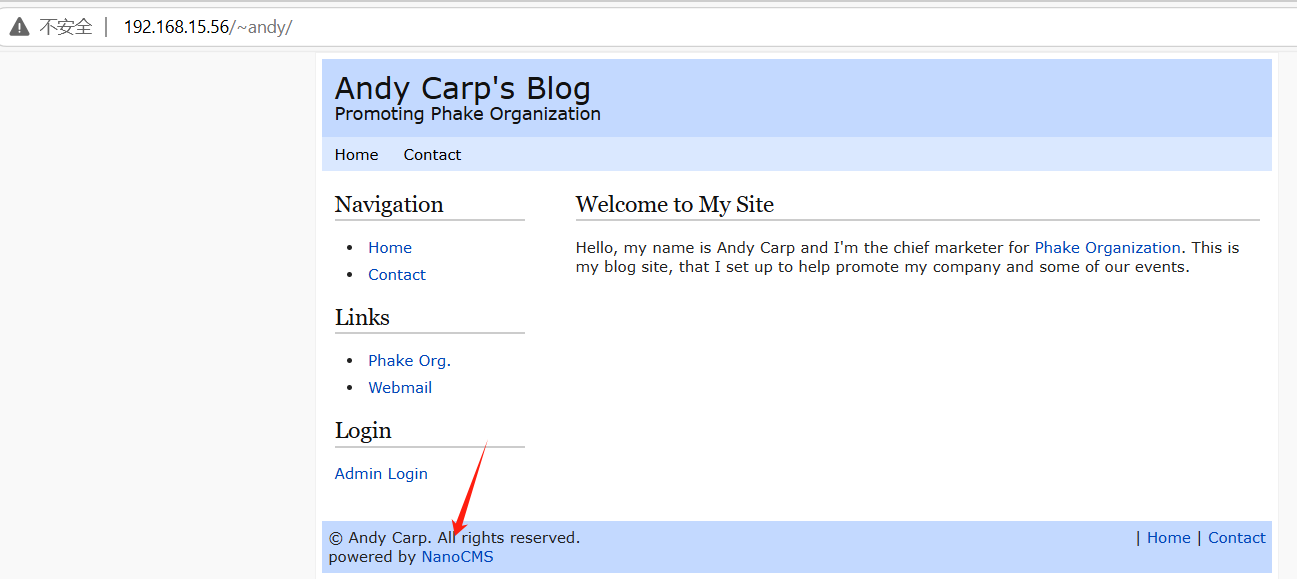 不安全 | 192.168.15.56/~andy/
Andy Carp's Blog
Promoting Phake Organization
Home Contact
Navigation
Home
Contact
Links
Phake Org.
Webmail
Login
Admin Login
Welcome to My Site
Hello, my name is Andy Carp and I'm the chief marketer for Phake Organization. This is
my blog site, that I set up to help promote my company and some of our events.
© Andy Carp. All rights reserved.
powered by NanoCMS
| Home | Contact